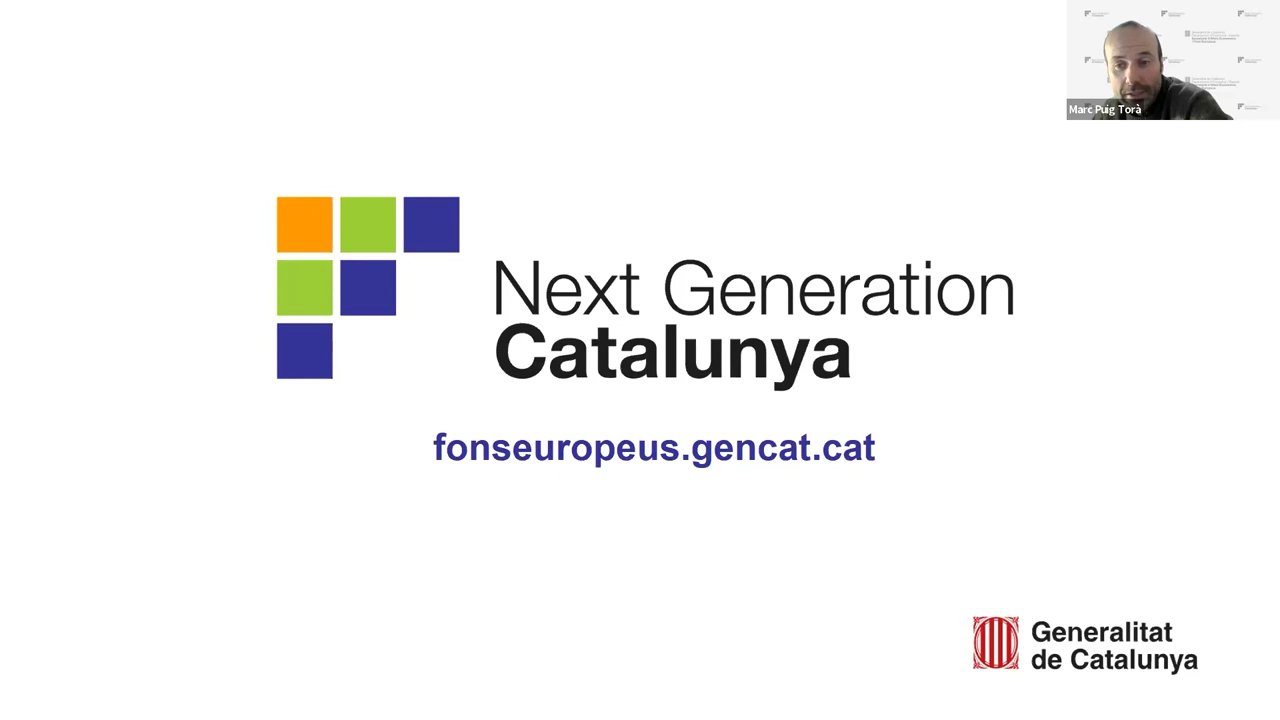 Marc Puig Torà
Next Generation
Catalunya
fonseuropeus.gencat.cat
Generalitat
de Catalunya